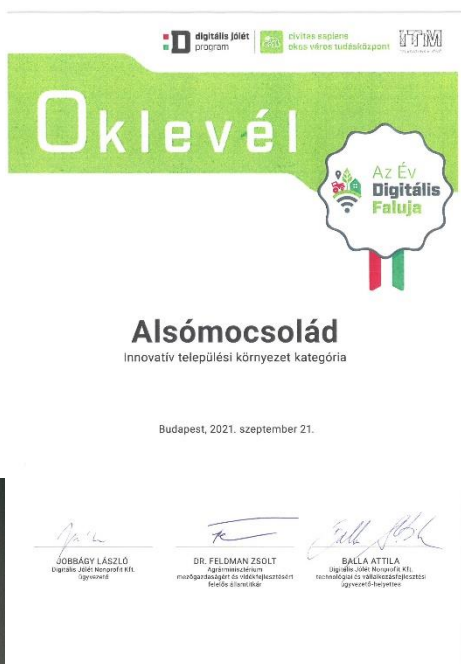 digitális jólét
program
civitas sapiens
okos város tudásközpont
ITM
Oklevél
Az Év
Digitális
Faluja
Alsómocsolád
Innovatív települési környezet kategória
Budapest, 2021. szeptember 21.
JOBBÁGY LÁSZLÓ
Digitális Jólét Nonprofit Kft.
ügyvezető
DR. FELDMAN ZSOLT
Agrárminisztérium
mezőgazdaságért és vidékfejlesztésért
felelős államtitkár
BALLA ATTILA
Digitális Jólét Nonprofit Kft.
technológiai és vállalkozásfejlesztési
ügyvezető-helyettes